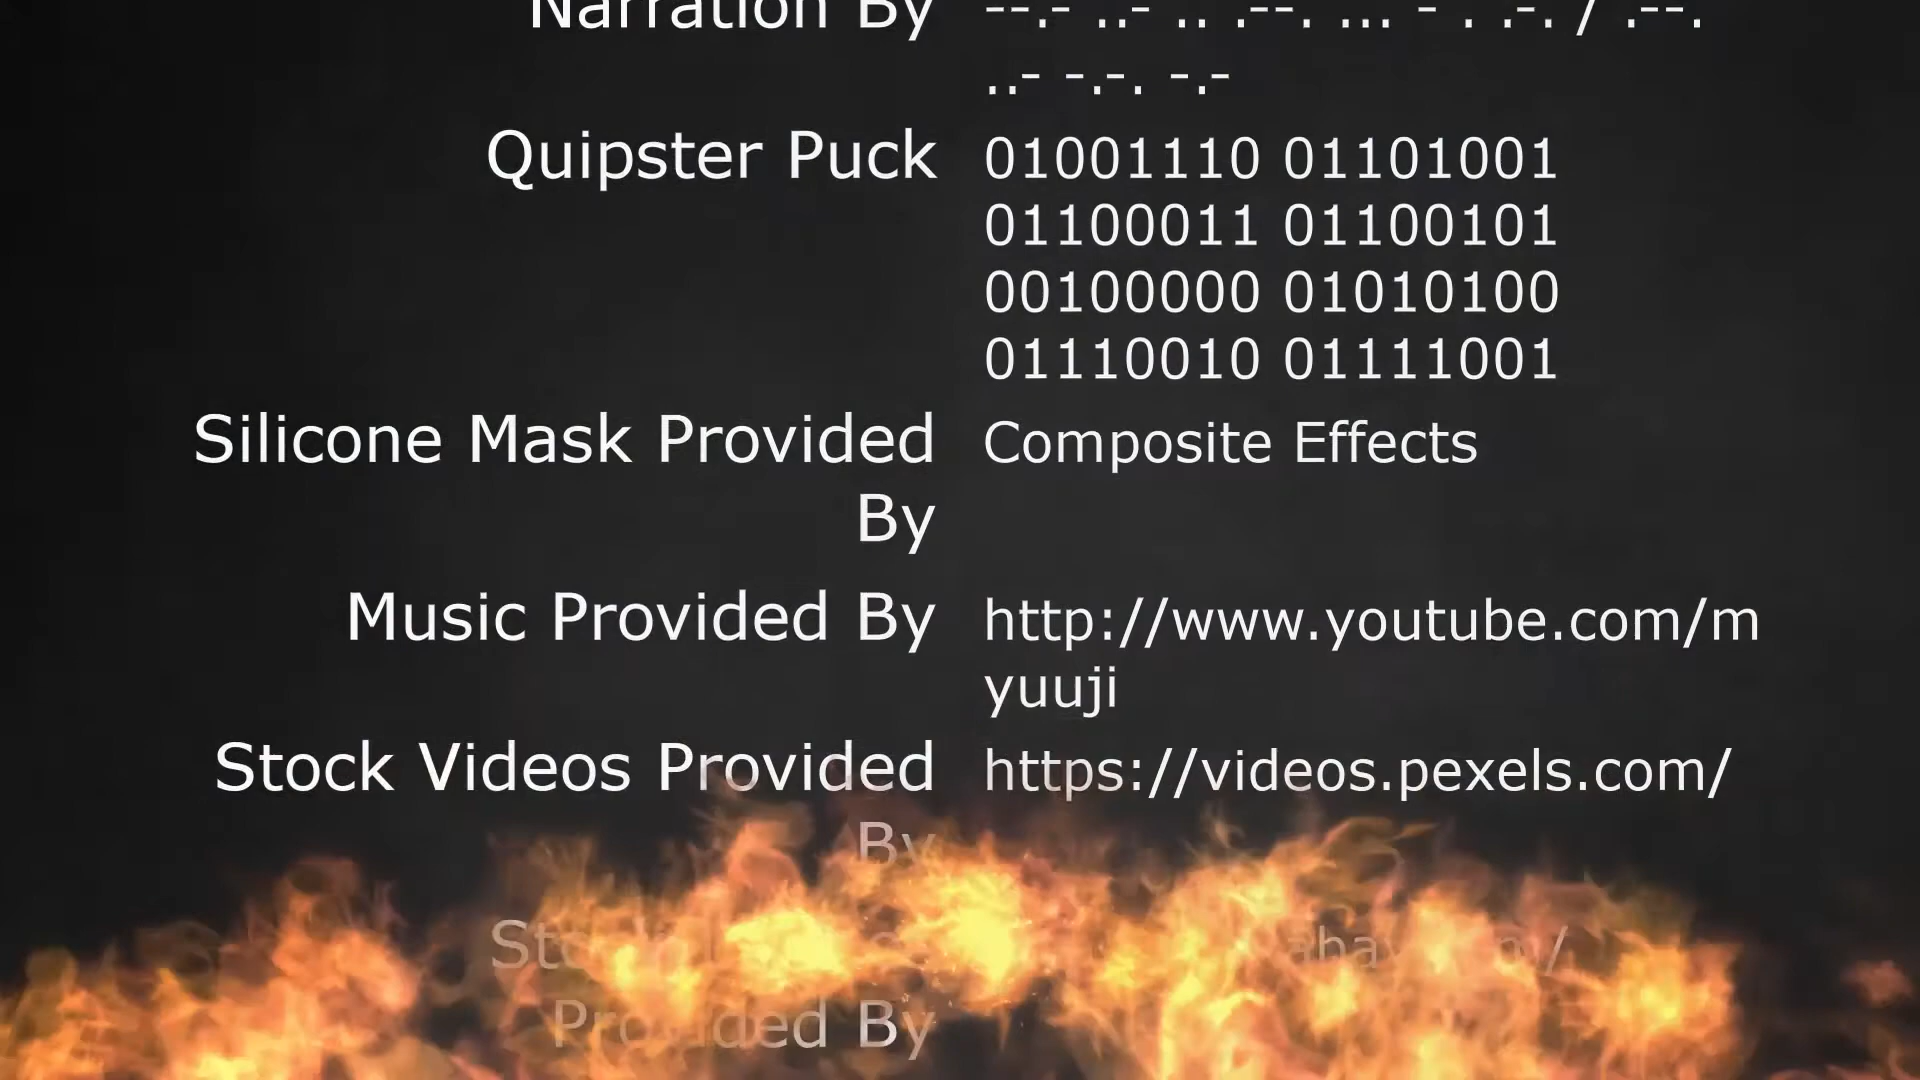 Narration By --.- ..- .. .--. ... - . .-. / .--.
..- -.-. -.-
Quipster Puck 01001110 01101001
01100011 01100101
00100000 01010100
01110010 01111001
Silicone Mask Provided Composite Effects
By
Music Provided By http://www.youtube.com/m
yuuji
Stock Videos Provided https://videos.pexels.com/
By
Provided By